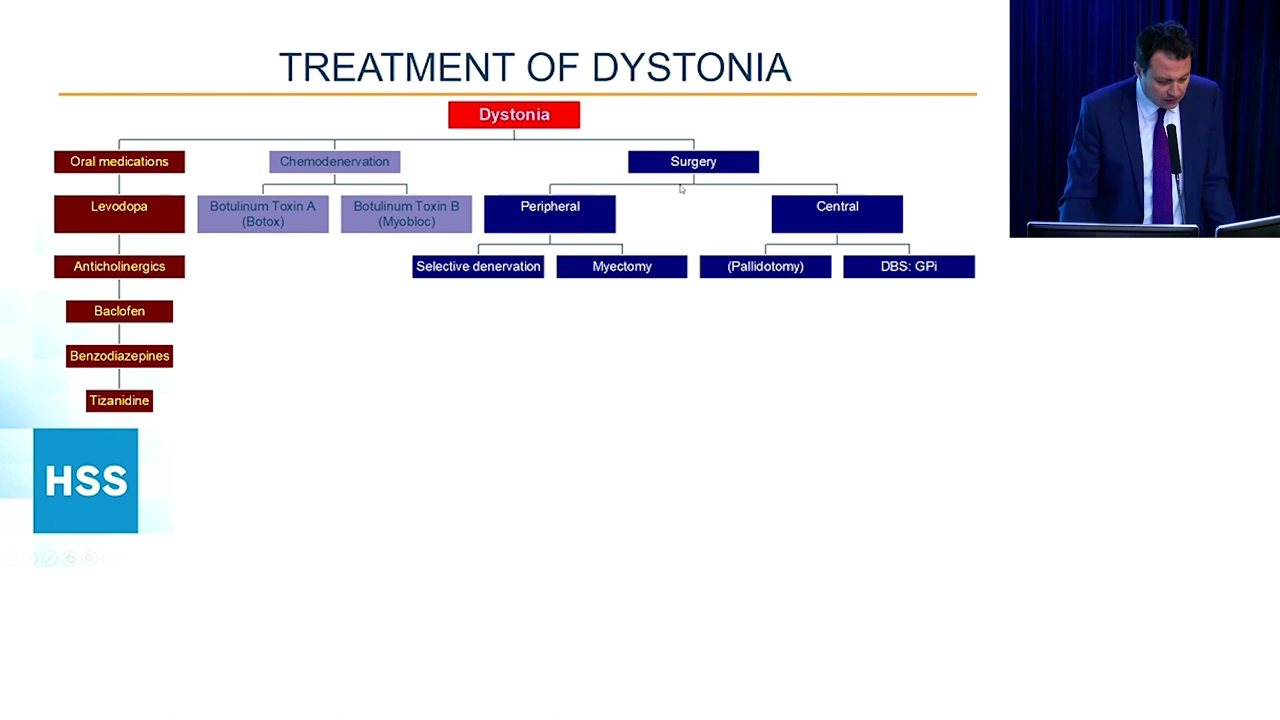 TREATMENT OF DYSTONIA
Dystonia
Oral medications
Chemodenervation
Surgery
Levodopa
Botulinum Toxin A
(Botox)
Botulinum Toxin B
(Myobloc)
Peripheral
Central
Anticholinergics
Selective denervation
Myectomy
(Pallidotomy)
DBS: GPi
Baclofen
Benzodiazepines
Tizanidine
HSS